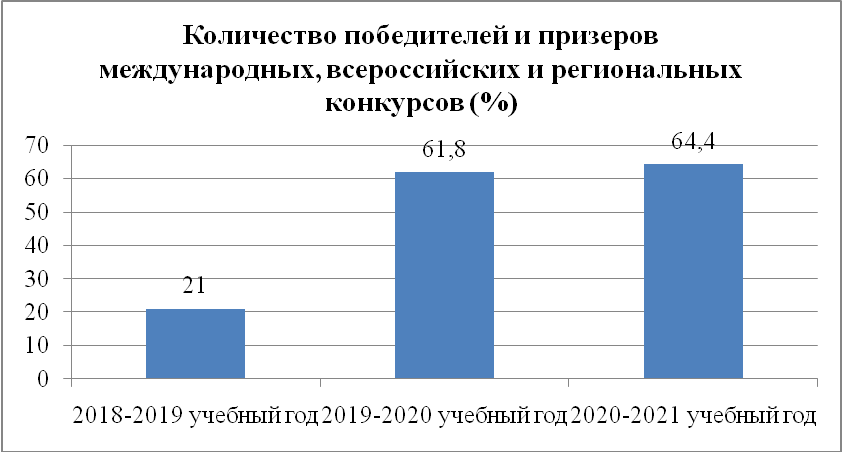 Количество победителей и призеров
международных, всероссийских и региональных
конкурсов (%)
70
60
50
40
30
20
10
0
21
61,8
64,4
2018-2019 учебный год
2019-2020 учебный год
2020-2021 учебный год